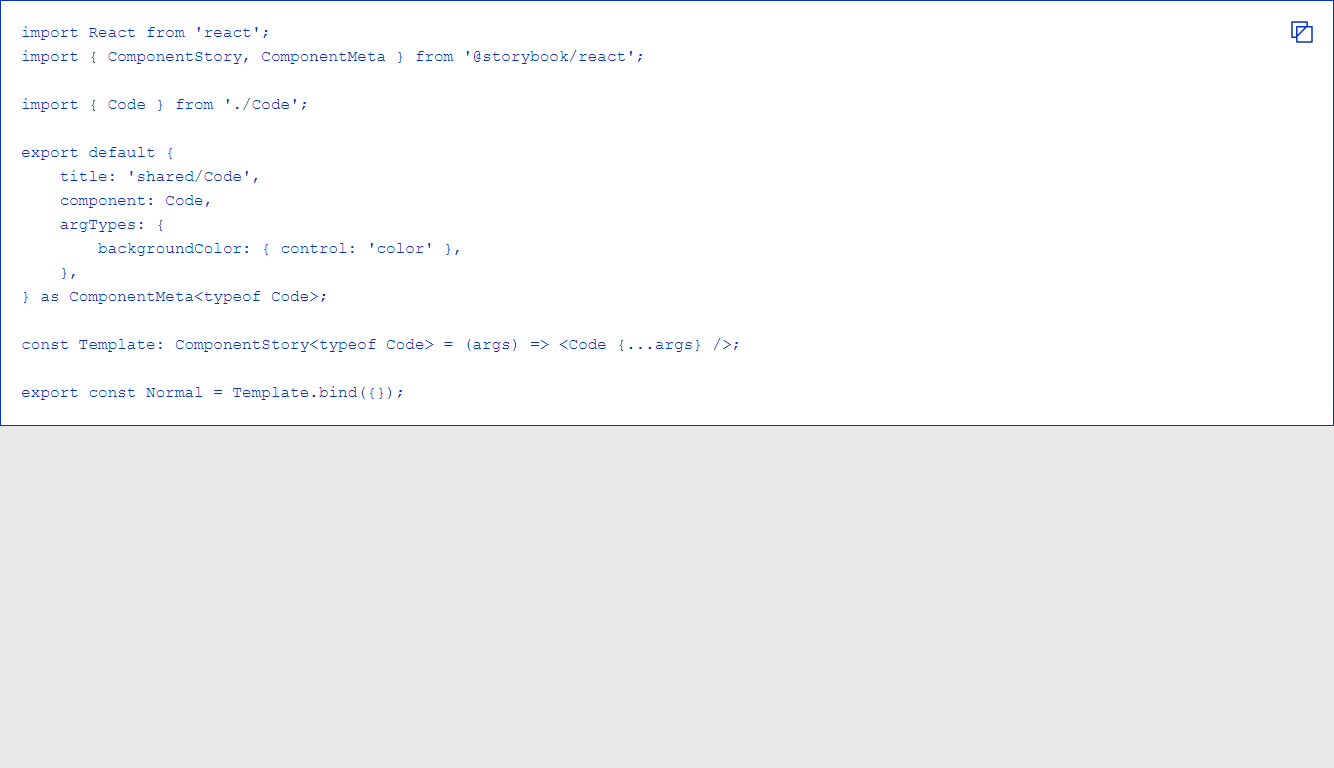 import React from 'react';
import { ComponentStory, ComponentMeta } from '@storybook/react';

import { Code } from './Code';

export default {
    title: 'shared/Code',
    component: Code,
    argTypes: {
        backgroundColor: { control: 'color' },
    },
} as ComponentMeta<typeof Code>;

const Template: ComponentStory<typeof Code> = (args) => <Code {...args} />;

export const Normal = Template.bind({});